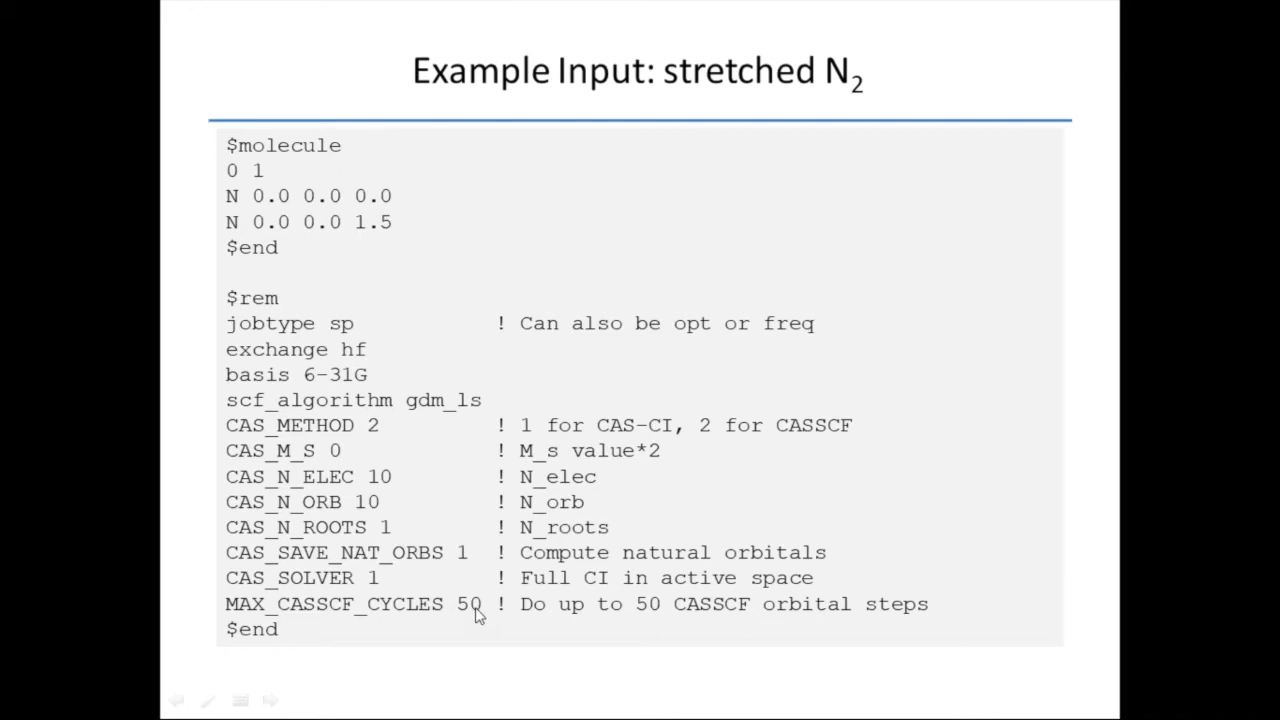 Example Input: stretched N2
$molecule
0 1
N 0.0 0.0 0.0
N 0.0 0.0 1.5
$end
$rem
jobtype sp ! Can also be opt or freq
exchange hf
basis 6-31G
scf_algorithm gdm_ls
CAS_METHOD 2 ! 1 for CAS-CI, 2 for CASSCF
CAS_M_S 0 ! M_s value*2
CAS_N_ELEC 10 ! N_elec
CAS_N_ORB 10 ! N_orb
CAS_N_ROOTS 1 ! N_roots
CAS_SAVE_NAT_ORBS 1 ! Compute natural orbitals
CAS_SOLVER 1 ! Full CI in active space
MAX_CASSCF_CYCLES 50 ! Do up to 50 CASSCF orbital steps
$end